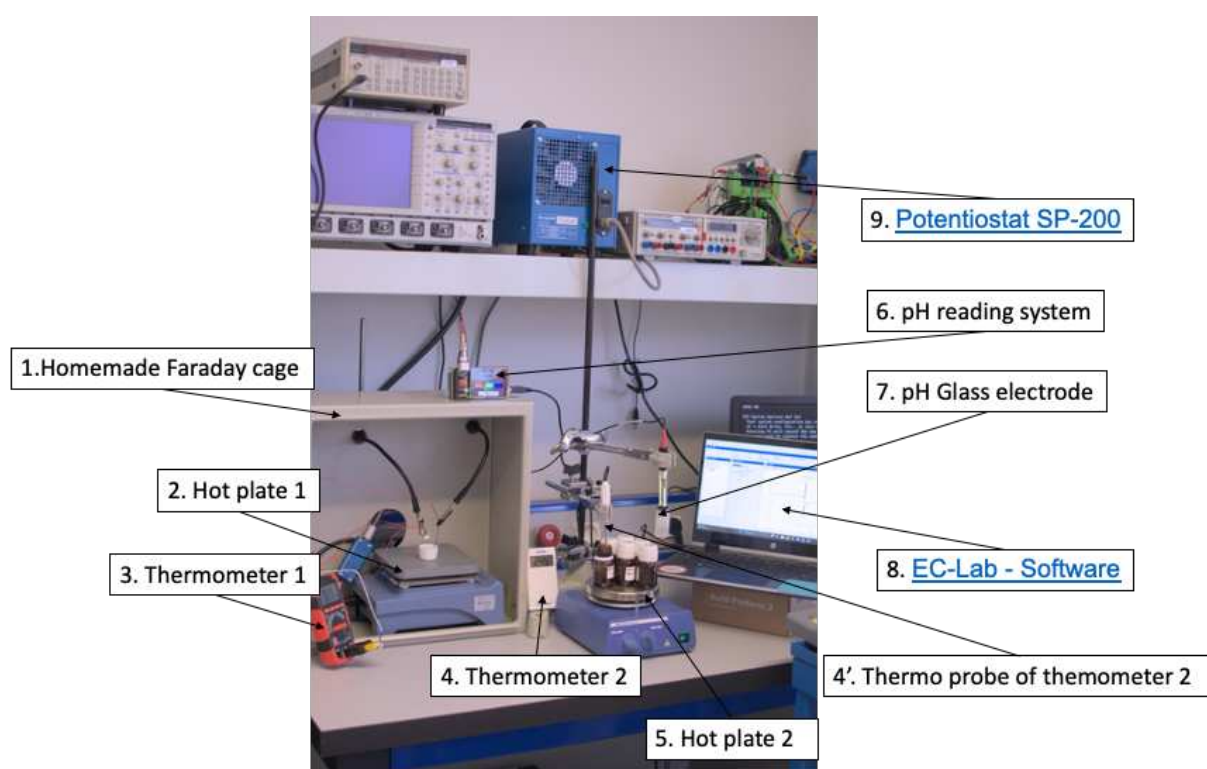 9. Potentiostat SP-200
6. pH reading system
1.Homemade Faraday cage
7. pH Glass electrode
2. Hot plate 1
3. Thermometer 1
8. EC-Lab - Software
4. Thermometer 2
4’. Thermo probe of themometer 2
5. Hot plate 2